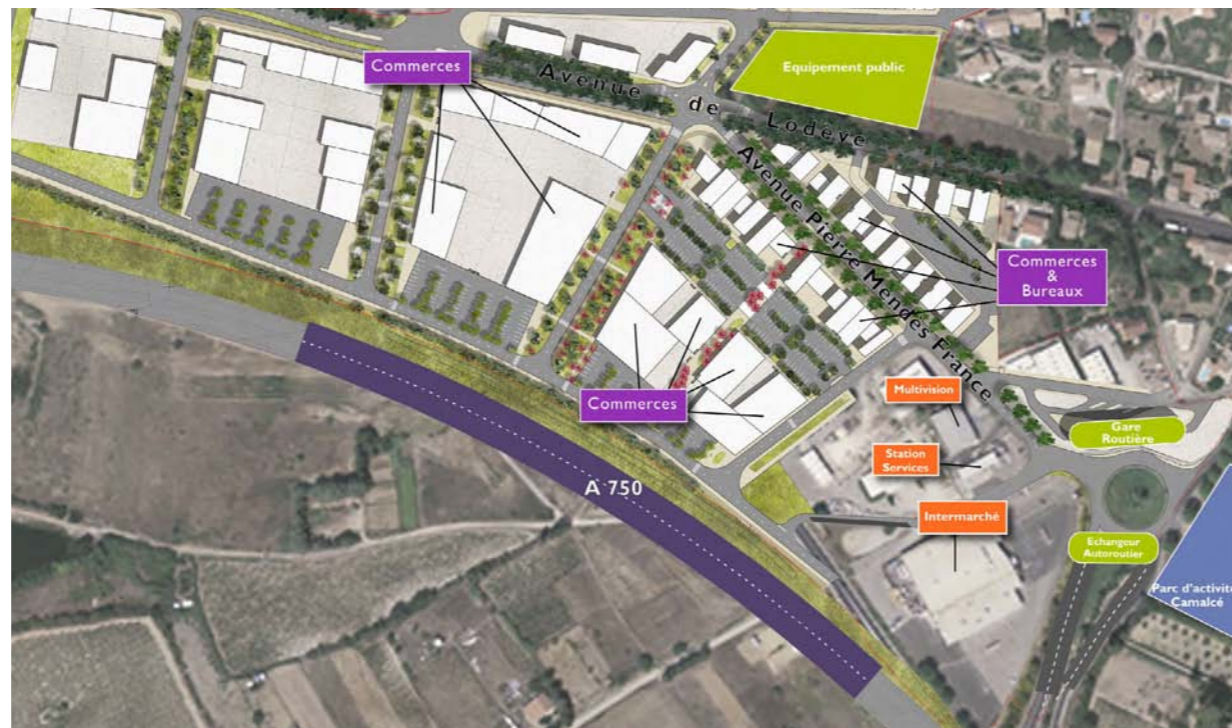 Commerces
Avenue de Lodève
Equipement public
Avenue Pierre Mendès France
Commerces
&
Bureaux
Commerces
Multivision
Gare
Routière
Station
Services
A 750
Intermarché
Echangeur
Autoroutier
Parc d'activité
Camalcé